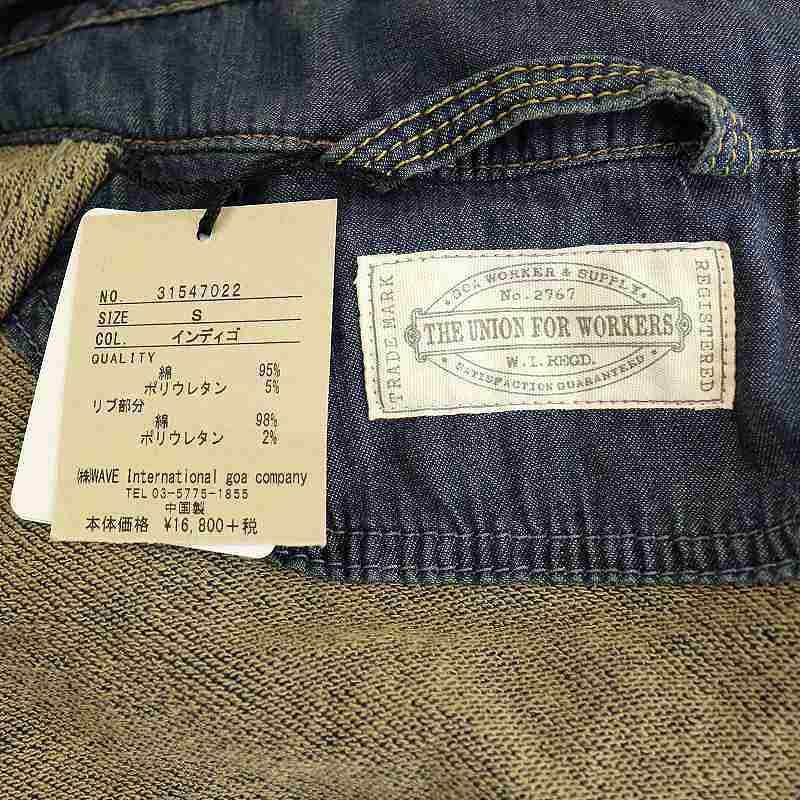 NO. 31547022
SIZE S
COL. インディゴ
QUALITY
綿 95%
ポリウレタン 5%
リブ部分
綿 98%
ポリウレタン 2%
㈱WAVE International goa company
TEL 03-5775-1855
中国製
本体価格 ¥16,800+税
GOA WORKER & SUPPLY
No. 2767
TRADE MARK
THE UNION FOR WORKERS
REGISTERED
W. I. REGD.
SATISFACTION GUARANTEED